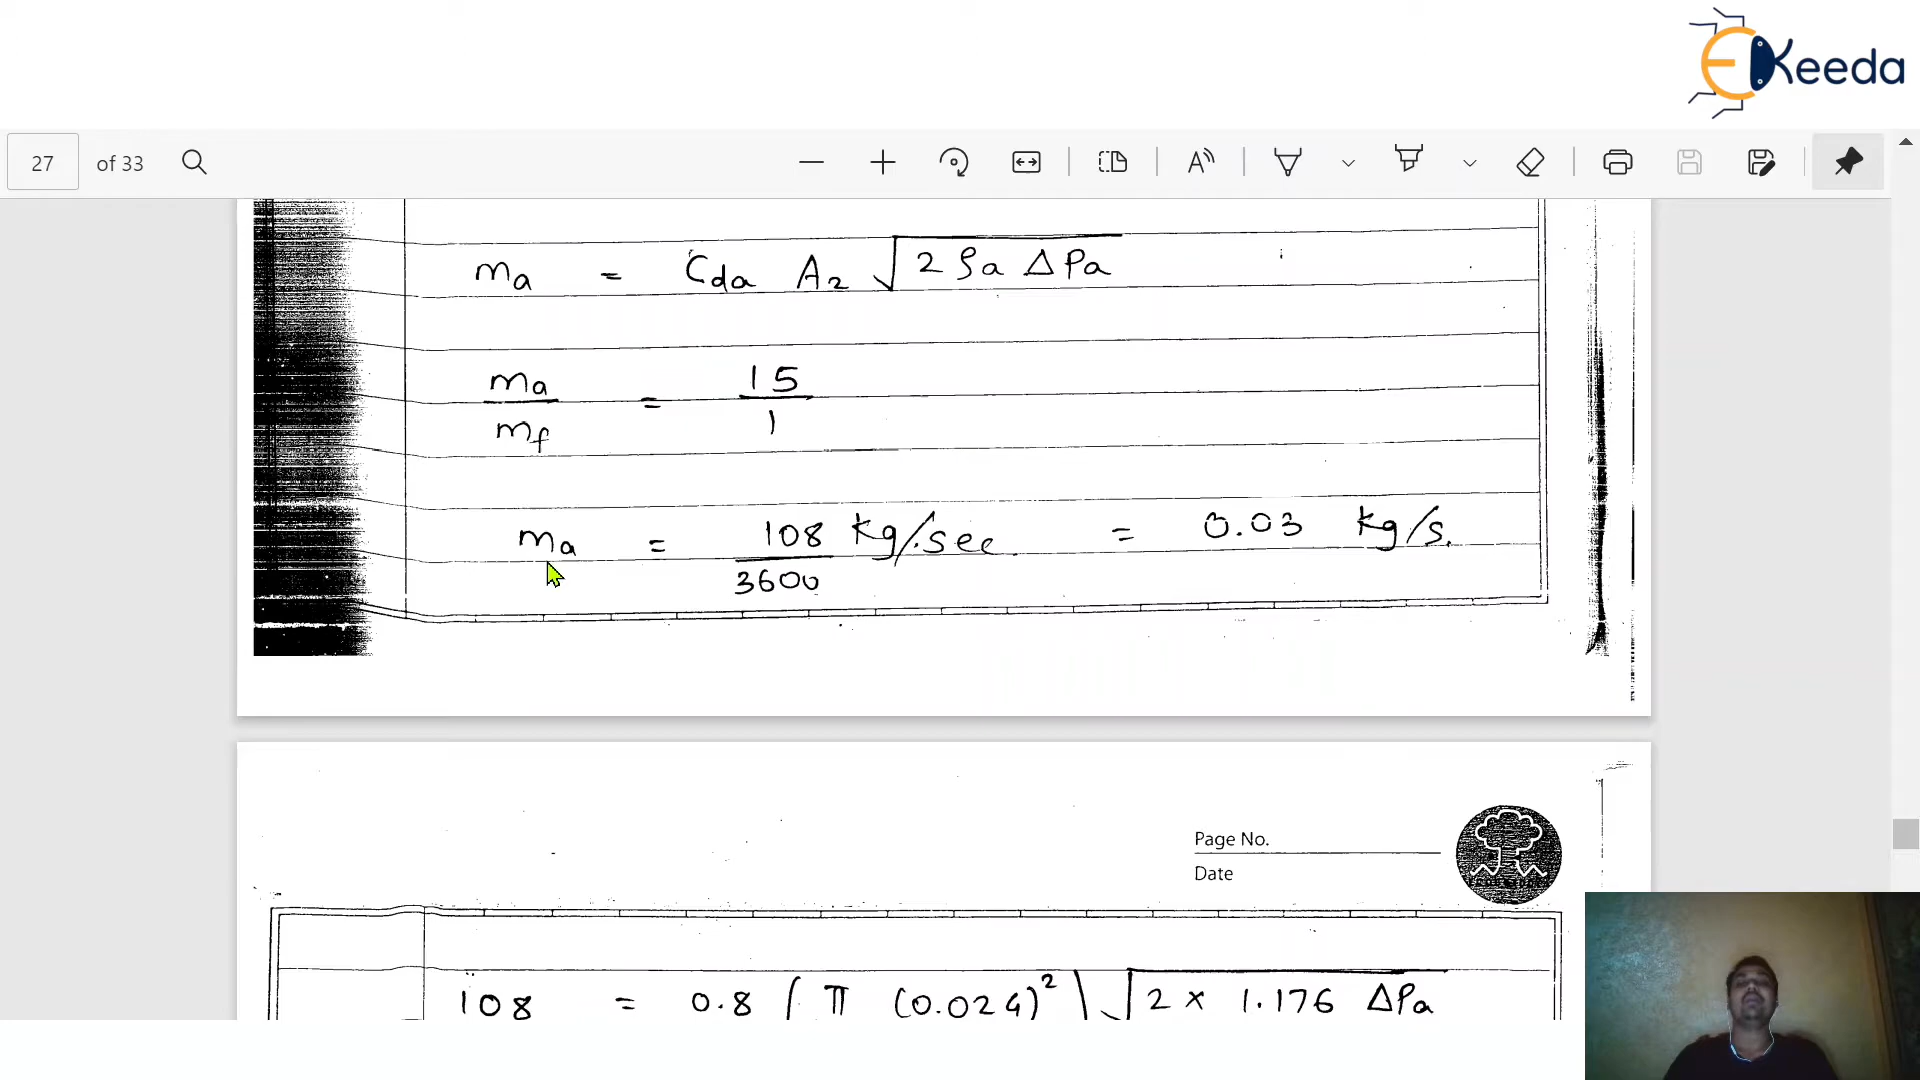 EKeeda
27 of 33
ma = Cda A2 √2 ρa Δ Pa
ma / mf = 15 / 1
ma = 108 / 3600 kg/sec. = 0.03 kg/s.
Page No.
Date
108 = 0.8 ( π (0.024)² ) √2 × 1.176 ΔPa